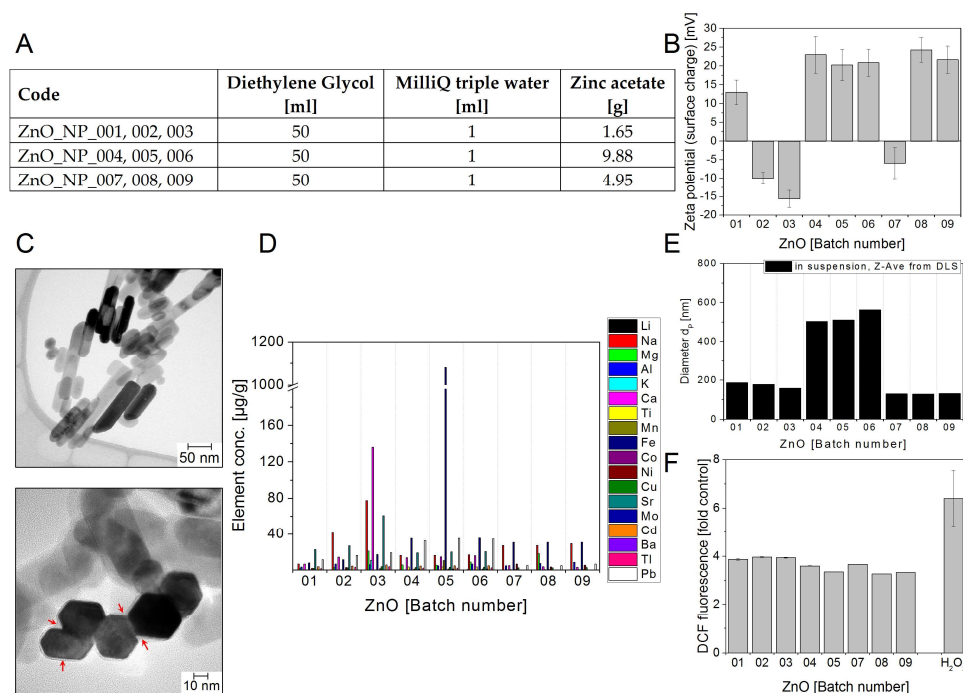 A
Code
Diethylene Glycol [ml]
MilliQ triple water [ml]
Zinc acetate [g]
ZnO_NP_001, 002, 003 50 1 1.65
ZnO_NP_004, 005, 006 50 1 9.88
ZnO_NP_007, 008, 009 50 1 4.95
B
Zeta potential (surface charge) [mV]
30
25
20
15
10
5
0
-5
-10
-15
-20
01 02 03 04 05 06 07 08 09
ZnO [Batch number]
C
50 nm
10 nm
D
Element conc. [µg/g]
1200
1000
160
120
80
40
01 02 03 04 05 06 07 08 09
ZnO [Batch number]
Li
Na
Mg
Al
K
Ca
Ti
Mn
Fe
Co
Ni
Cu
Sr
Mo
Cd
Ba
Tl
Pb
E
in suspension, Z-Ave from DLS
Diameter dP [nm]
800
600
400
200
0
01 02 03 04 05 06 07 08 09
ZnO [Batch number]
F
DCF fluorescence [fold control]
8
6
4
2
0
01 02 03 04 05 07 08 09 H2O
ZnO [Batch number]